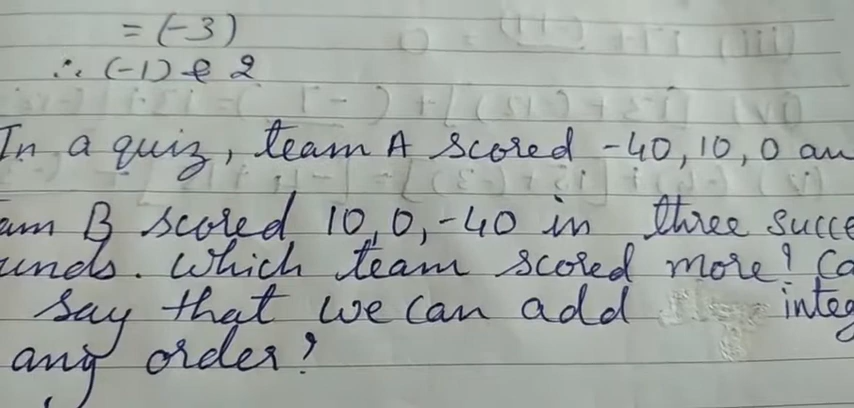 = (-3)
∴ (-1) & 2
In a quiz, team A scored -40, 10, 0 an
am B scored 10, 0, -40 in three succe
unds. Which team scored more? Ca
say that we can add integ
any order?